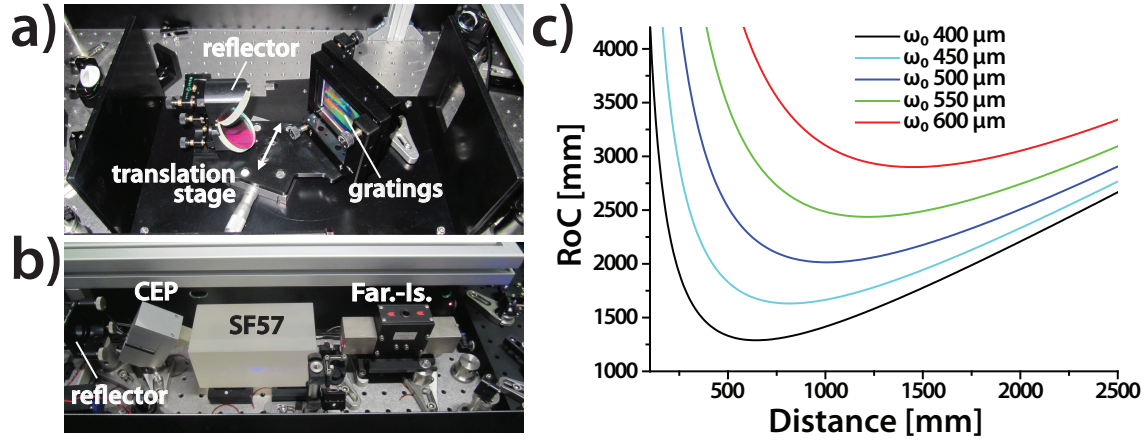 a)
reflector
translation
stage
gratings
b)
CEP
SF57
Far.-Is.
reflector
c)
RoC [mm]
4000
3500
3000
2500
2000
1500
1000
ω₀ 400 µm
ω₀ 450 µm
ω₀ 500 µm
ω₀ 550 µm
ω₀ 600 µm
500
1000
1500
2000
2500
Distance [mm]